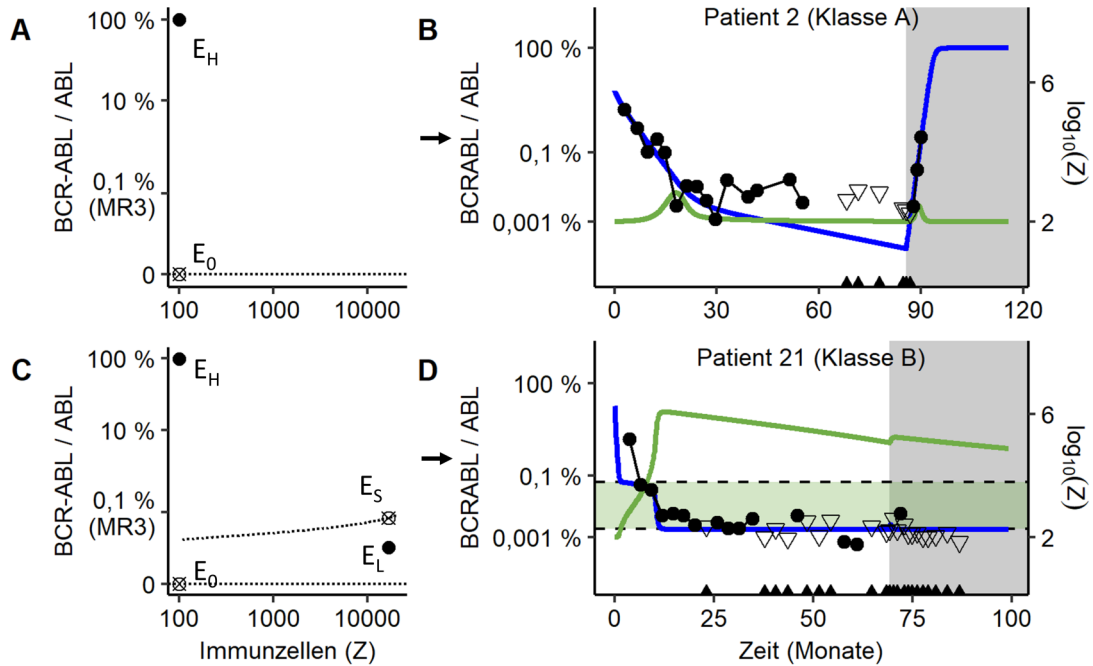 A
BCR-ABL / ABL
100 %
10 %
0,1 %
(MR3)
0
E_H
E_0
100
1000
10000
B
Patient 2 (Klasse A)
BCRABL / ABL
100 %
0,1 %
0,001 %
6
2
log₁₀(Z)
0
30
60
90
120
C
BCR-ABL / ABL
100 %
10 %
0,1 %
(MR3)
0
E_H
E_S
E_L
E_0
100
1000
10000
Immunzellen (Z)
D
Patient 21 (Klasse B)
BCRABL / ABL
100 %
0,1 %
0,001 %
6
2
log₁₀(Z)
0
25
50
75
100
Zeit (Monate)